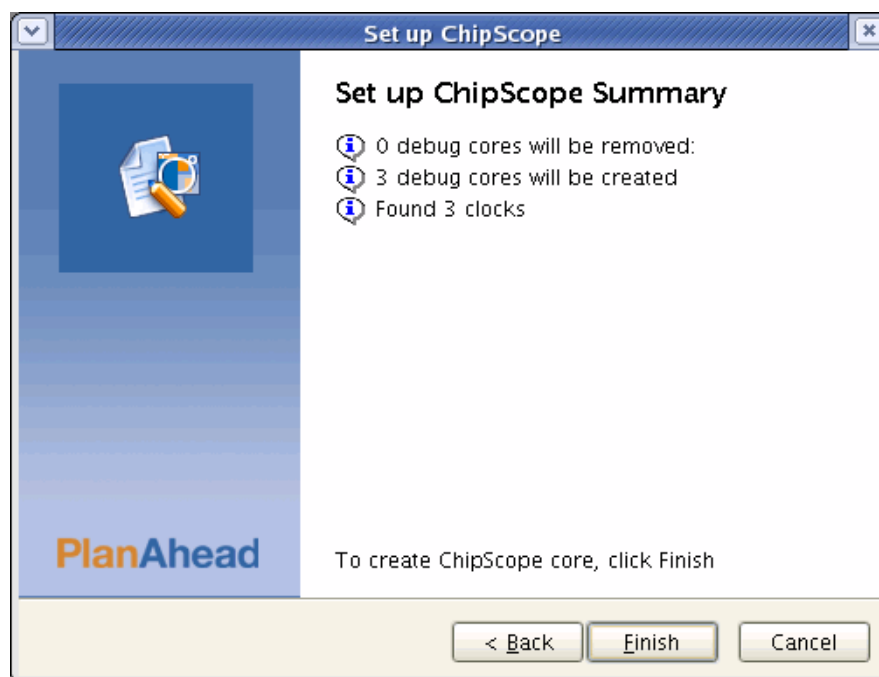 Set up ChipScope
Set up ChipScope Summary
0 debug cores will be removed:
3 debug cores will be created
Found 3 clocks
PlanAhead
To create ChipScope core, click Finish
< Back
Finish
Cancel